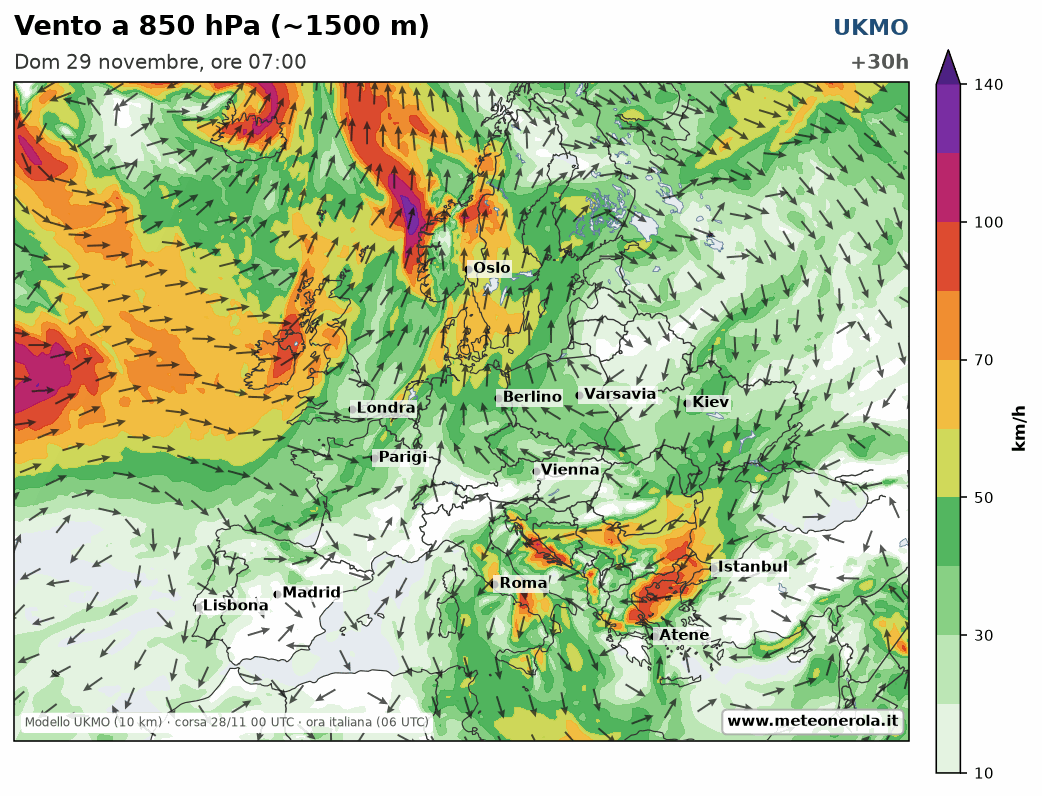 Vento a 850 hPa (~1500 m)
UKMO
Dom 29 novembre, ore 07:00
+30h
140
100
70
50
30
10
km/h
Oslo
Londra
Berlino
Varsavia
Kiev
Parigi
Vienna
Istanbul
Roma
Madrid
Lisbona
Atene
Modello UKMO (10 km) · corsa 28/11 00 UTC · ora italiana (06 UTC)
www.meteonerola.it